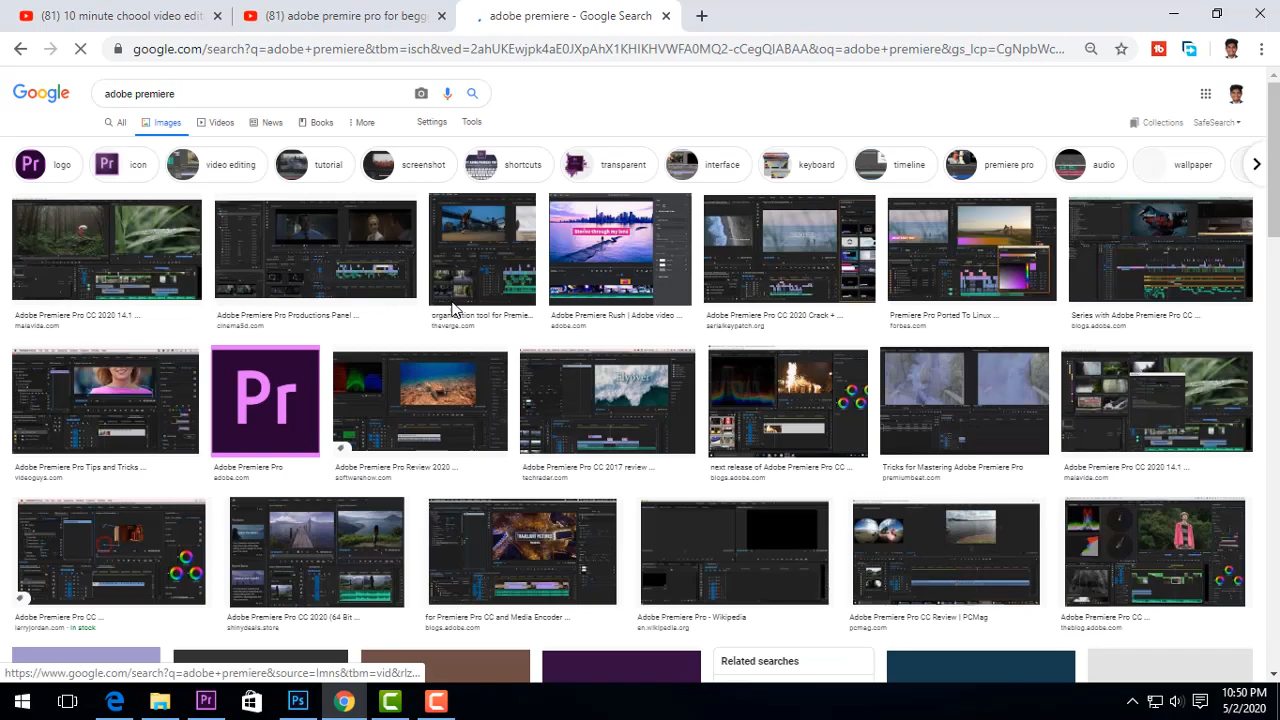 (81) 10 minute choool video edit
(81) adobe premire pro for begge
adobe premiere - Google Search
google.com/search?q=adobe+premiere&tbm=isch&ved=2ahUKEwjpk4aE0JXpAhX1KHIKHVWFA0MQ2-cCegQIABAA&oq=adobe+premiere&gs_lcp=CgNpbWc...
Google
adobe premiere
All Images Videos News Books More Settings Tools
Collections SafeSearch
Pr logo
Pr icon
video editing
tutorial
screenshot
shortcuts
transparent
interface
keyboard
timeline
premiere pro
audio
wallpaper
Stories through my lens
Adobe Premiere Pro CC 2020 14.1 ...
malavida.com
Adobe Premiere Pro Productions Panel ...
cinema5d.com
organisation tool for Premie...
theverge.com
Adobe Premiere Rush | Adobe video ...
adobe.com
Adobe Premiere Pro CC 2020 Crack + ...
serialkeypatch.org
Premiere Pro Ported To Linux ...
forbes.com
Series with Adobe Premiere Pro CC ...
blogs.adobe.com
Pr
Adobe Premiere Pro Tips and Tricks ...
videoguys.com
Adobe Premiere Pro
adobe.com
Adobe Premiere Pro Review 2020 ...
softwarehow.com
Adobe Premiere Pro CC 2017 review ...
techradar.com
next release of Adobe Premiere Pro CC ...
blogs.adobe.com
Tricks for Mastering Adobe Premiere Pro
premiumbeat.com
Adobe Premiere Pro CC 2020 14.1 ...
malavida.com
Adobe Premiere Pro CC ...
larryjordan.com · In stock
Adobe Premiere Pro CC 2020 (64 Bit ...
shinydeals.store
for Premiere Pro CC and Media Encoder ...
blogs.adobe.com
Adobe Premiere Pro - Wikipedia
en.wikipedia.org
Adobe Premiere Pro CC Review | PCMag
pcmag.com
Adobe Premiere Pro CC ...
theblog.adobe.com
Related searches
https://www.google.com/search?q=adobe+premiere&source=lmns&tbm=vid&rlz...
Pr
Ps
10:50 PM
5/2/2020